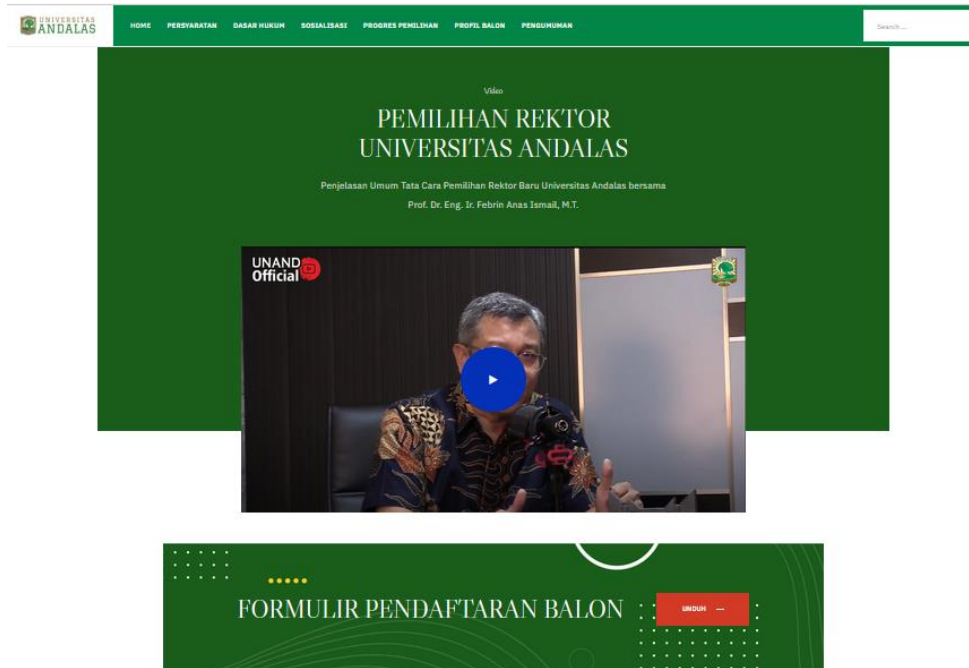 UNIVERSITAS
ANDALAS
HOME PERSYARATAN DASAR HUKUM SOSIALISASI PROGRES PEMILIHAN PROFIL BALON PENGUMUMAN
Search ...
Video
PEMILIHAN REKTOR
UNIVERSITAS ANDALAS
Penjelasan Umum Tata Cara Pemilihan Rektor Baru Universitas Andalas bersama
Prof. Dr. Eng. Ir. Febrin Anas Ismail, M.T.
UNAND
Official
FORMULIR PENDAFTARAN BALON
UNDUH —